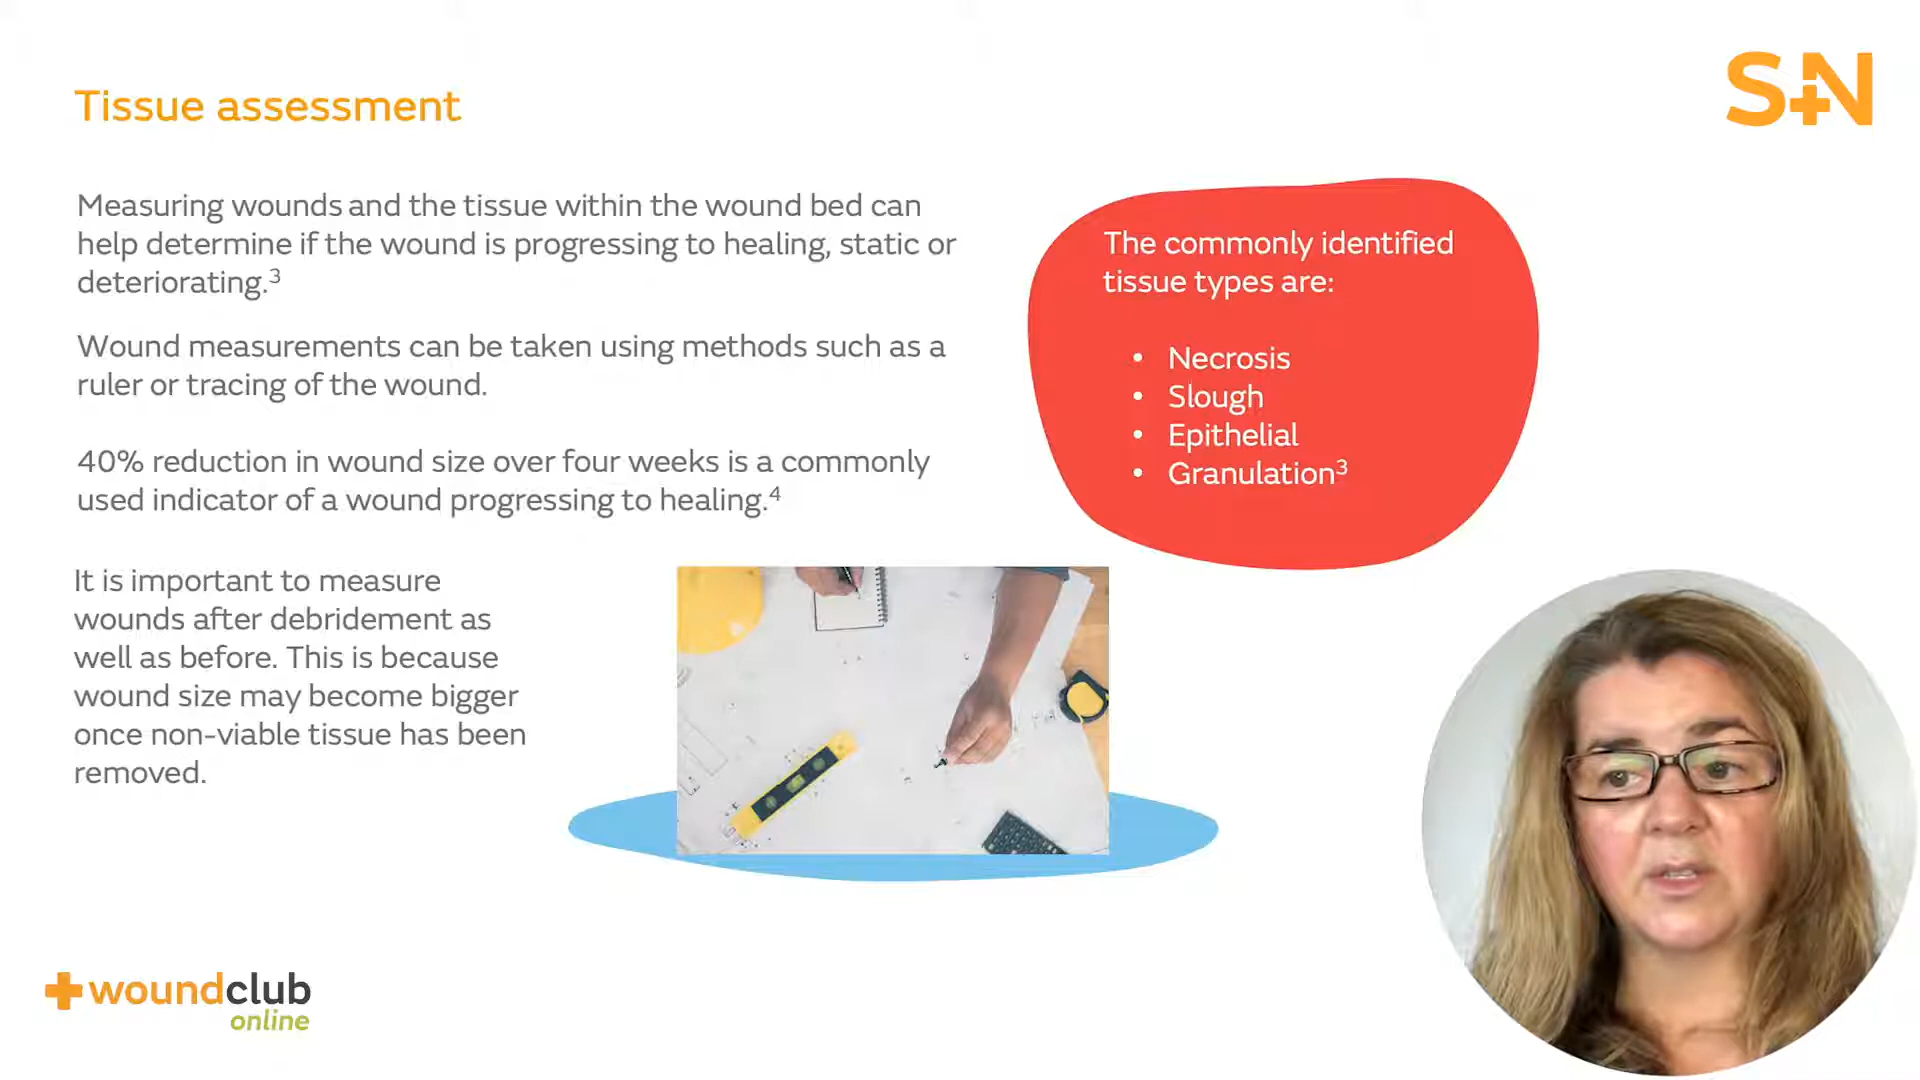 Tissue assessment
S+N
Measuring wounds and the tissue within the wound bed can
help determine if the wound is progressing to healing, static or
deteriorating.³
Wound measurements can be taken using methods such as a
ruler or tracing of the wound.
40% reduction in wound size over four weeks is a commonly
used indicator of a wound progressing to healing.⁴
It is important to measure
wounds after debridement as
well as before. This is because
wound size may become bigger
once non-viable tissue has been
removed.
The commonly identified
tissue types are:
• Necrosis
• Slough
• Epithelial
• Granulation³
woundclub
online